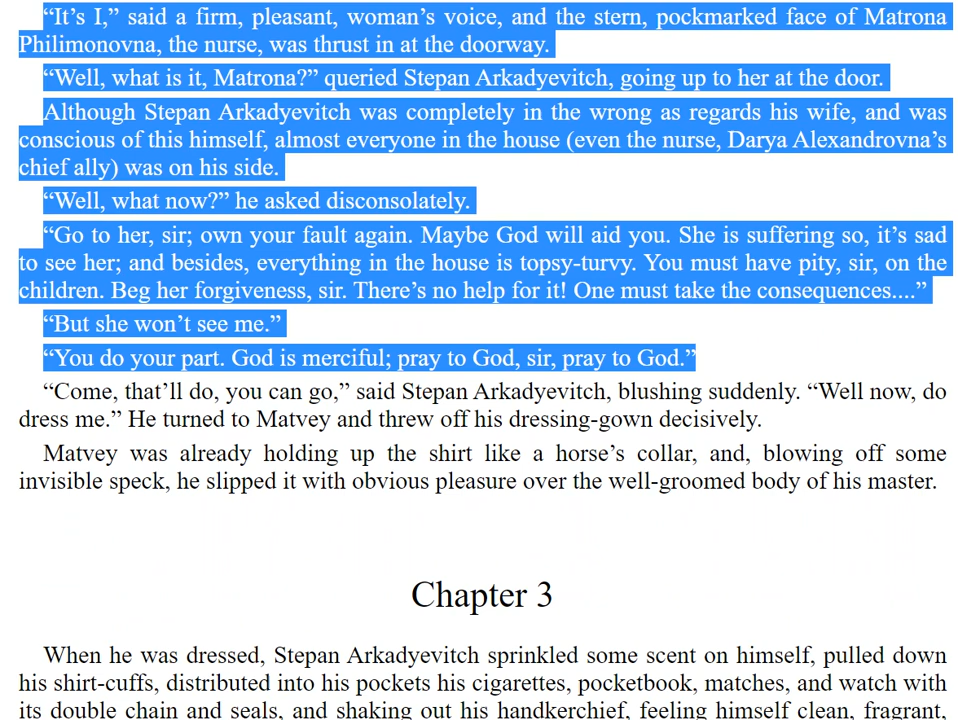 “It’s I,” said a firm, pleasant, woman’s voice, and the stern, pockmarked face of Matrona
Philimonovna, the nurse, was thrust in at the doorway.
“Well, what is it, Matrona?” queried Stepan Arkadyevitch, going up to her at the door.
Although Stepan Arkadyevitch was completely in the wrong as regards his wife, and was
conscious of this himself, almost everyone in the house (even the nurse, Darya Alexandrovna’s
chief ally) was on his side.
“Well, what now?” he asked disconsolately.
“Go to her, sir; own your fault again. Maybe God will aid you. She is suffering so, it’s sad
to see her; and besides, everything in the house is topsy-turvy. You must have pity, sir, on the
children. Beg her forgiveness, sir. There’s no help for it! One must take the consequences....”
“But she won’t see me.”
“You do your part. God is merciful; pray to God, sir, pray to God.”
“Come, that’ll do, you can go,” said Stepan Arkadyevitch, blushing suddenly. “Well now, do
dress me.” He turned to Matvey and threw off his dressing-gown decisively.
Matvey was already holding up the shirt like a horse’s collar, and, blowing off some
invisible speck, he slipped it with obvious pleasure over the well-groomed body of his master.
Chapter 3
When he was dressed, Stepan Arkadyevitch sprinkled some scent on himself, pulled down
his shirt-cuffs, distributed into his pockets his cigarettes, pocketbook, matches, and watch with
its double chain and seals, and shaking out his handkerchief, feeling himself clean, fragrant,